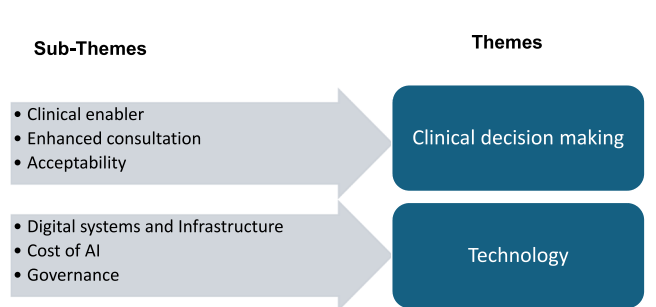 Sub-Themes
Themes
• Clinical enabler
• Enhanced consultation
• Acceptability
Clinical decision making
• Digital systems and Infrastructure
• Cost of AI
• Governance
Technology